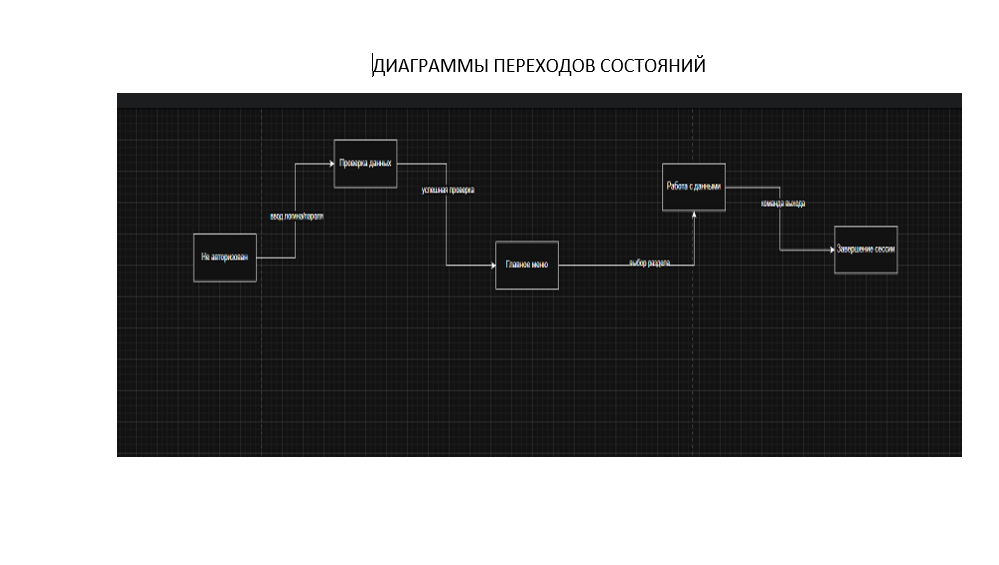 ДИАГРАММЫ ПЕРЕХОДОВ СОСТОЯНИЙ
Проверка данных
успешная проверка
Работа с данными
команда выхода
ввод логина/пароля
Не авторизован
Главное меню
выбор раздела
Завершение сессии